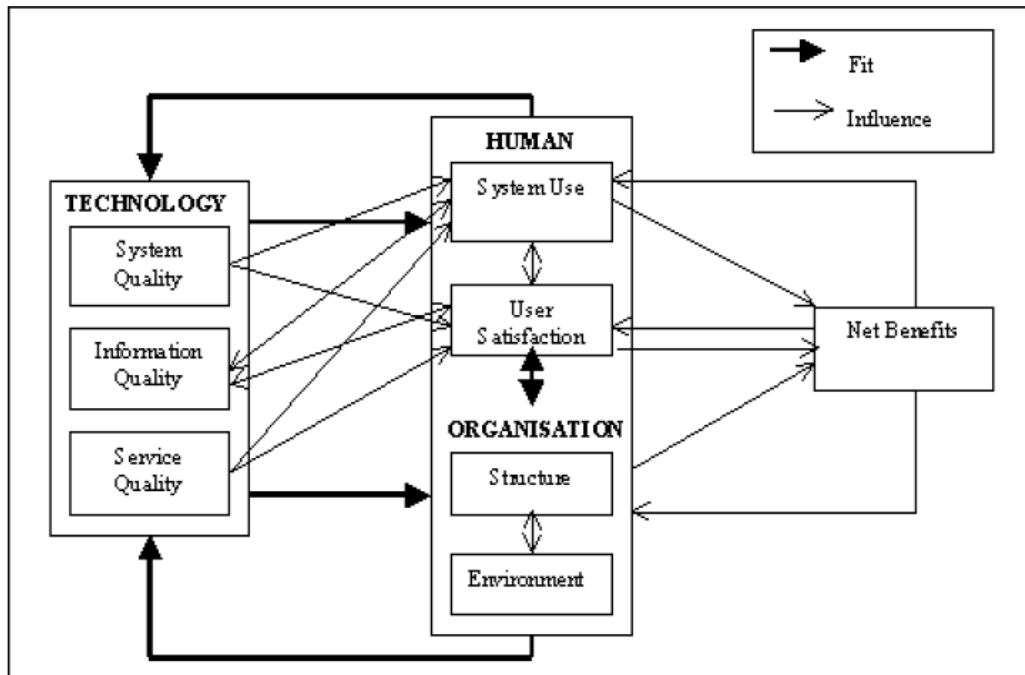 Fit
Influence
HUMAN
System Use
TECHNOLOGY
System
Quality
User
Satisfaction
Net Benefits
Information
Quality
ORGANISATION
Service
Quality
Structure
Environment